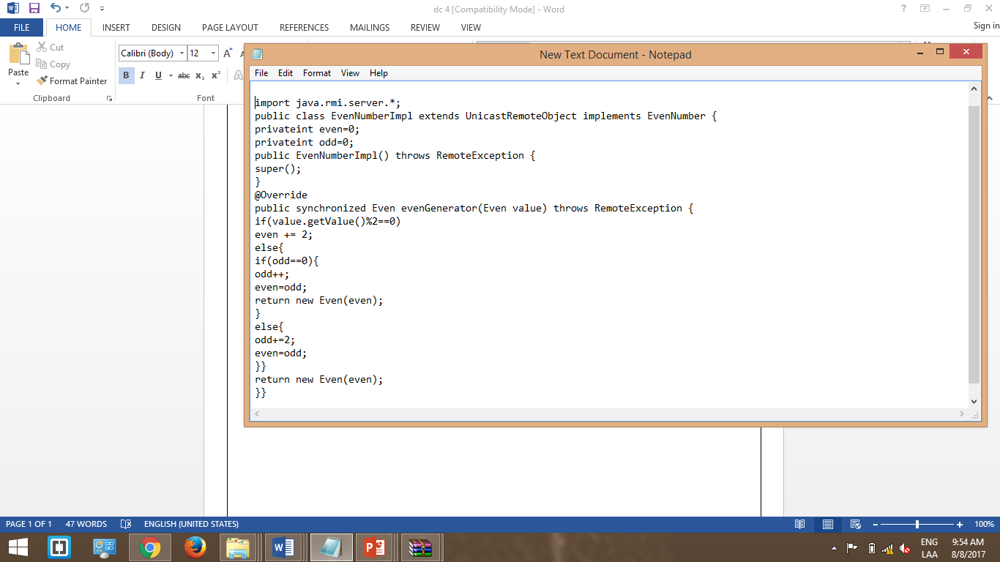 dc 4 [Compatibility Mode] - Word
FILE HOME INSERT DESIGN PAGE LAYOUT REFERENCES MAILINGS REVIEW VIEW Sign in
Paste
Cut
Copy
Format Painter
Clipboard
Calibri (Body) 12
B I U abc x₂ x² A
Font
New Text Document - Notepad
File Edit Format View Help
import java.rmi.server.*;
public class EvenNumberImpl extends UnicastRemoteObject implements EvenNumber {
privateint even=0;
privateint odd=0;
public EvenNumberImpl() throws RemoteException {
super();
}
@Override
public synchronized Even evenGenerator(Even value) throws RemoteException {
if(value.getValue()%2==0)
even += 2;
else{
if(odd==0){
odd++;
even=odd;
return new Even(even);
}
else{
odd+=2;
even=odd;
}}
return new Even(even);
}}
PAGE 1 OF 1 47 WORDS ENGLISH (UNITED STATES) 100%
ENG 9:54 AM
LAA 8/8/2017